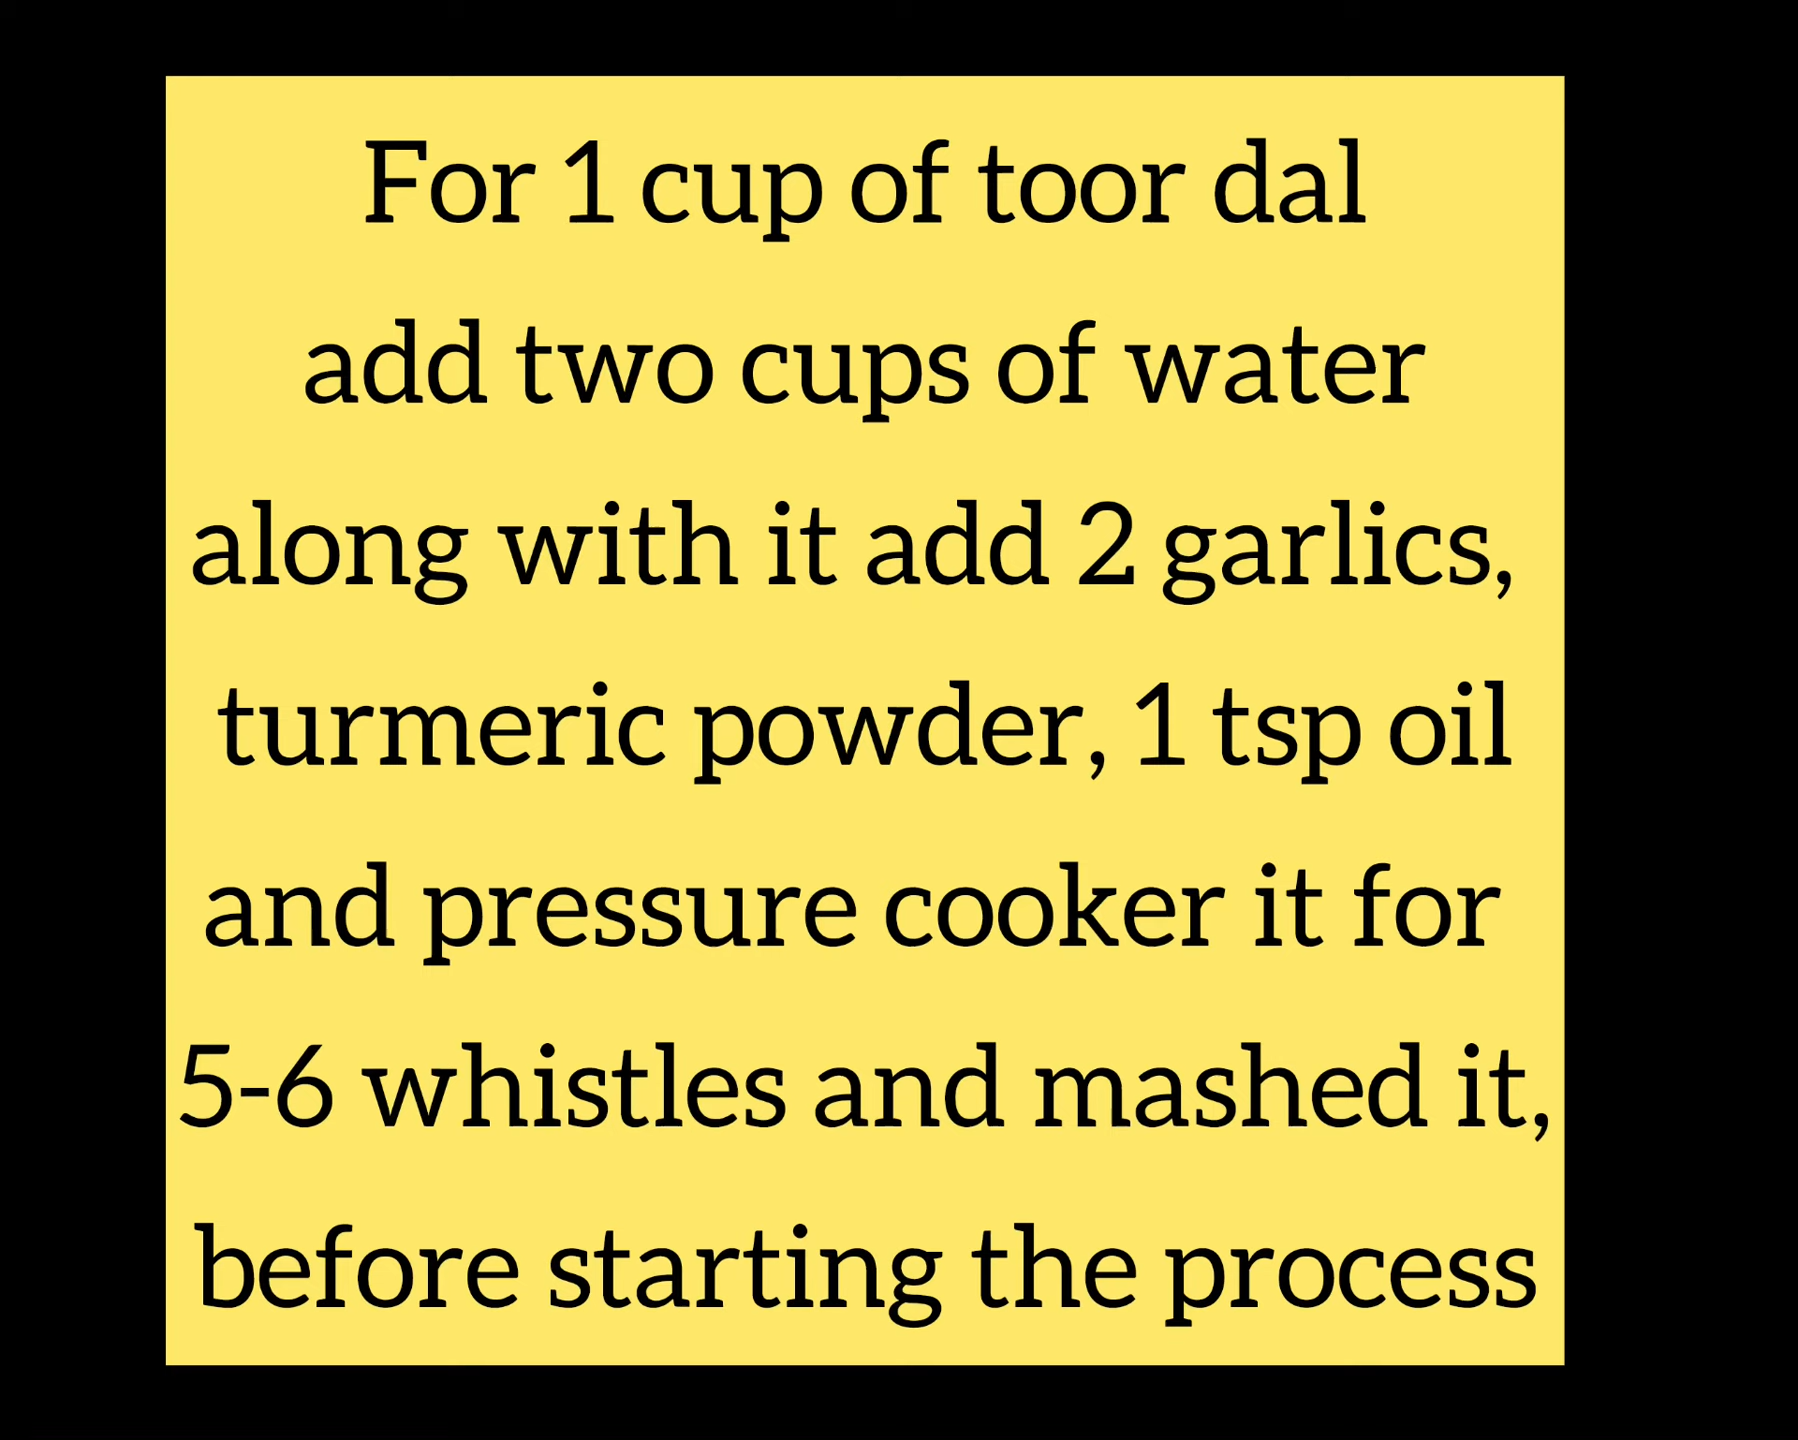 For 1 cup of toor dal
add two cups of water
along with it add 2 garlics,
turmeric powder, 1 tsp oil
and pressure cooker it for
5-6 whistles and mashed it,
before starting the process